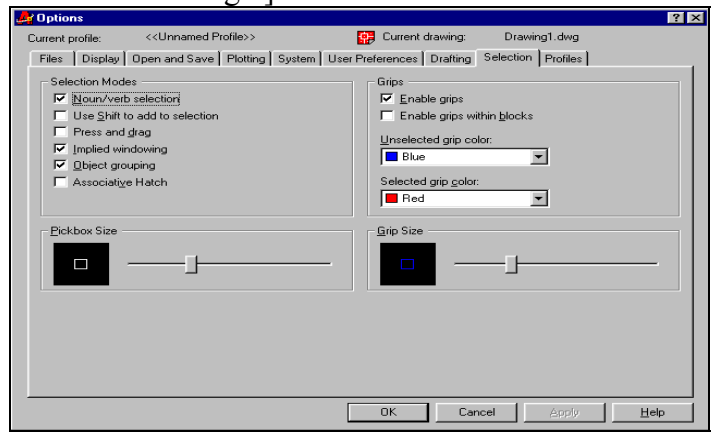 Options
Current profile: <<Unnamed Profile>> Current drawing: Drawing1.dwg
Files Display Open and Save Plotting System User Preferences Drafting Selection Profiles
Selection Modes
Noun/verb selection
Use Shift to add to selection
Press and drag
Implied windowing
Object grouping
Associative Hatch
Grips
Enable grips
Enable grips within blocks
Unselected grip color:
Blue
Selected grip color:
Red
Pickbox Size
Grip Size
OK Cancel Apply Help